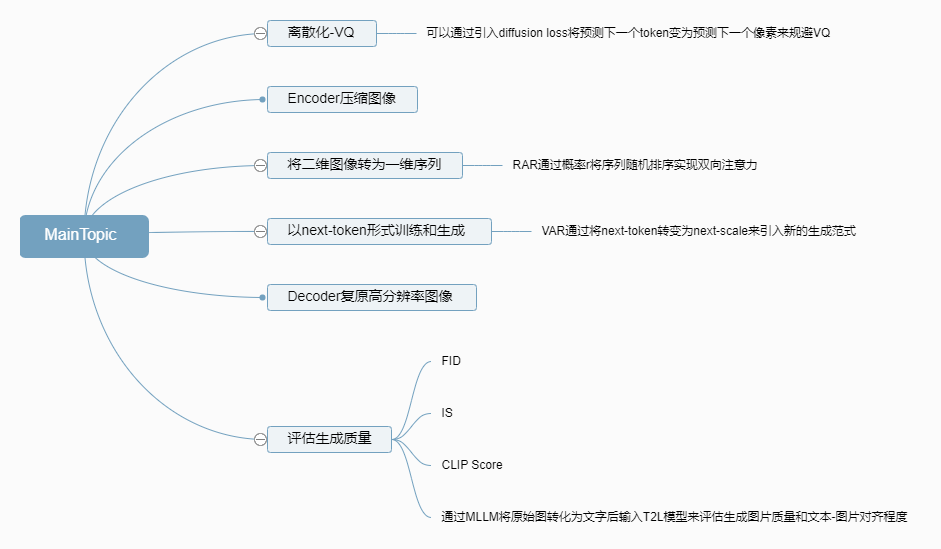 离散化-VQ
可以通过引入diffusion loss将预测下一个token变为预测下一个像素来规避VQ
Encoder压缩图像
将二维图像转为一维序列
RAR通过概率r将序列随机排序实现双向注意力
MainTopic
以next-token形式训练和生成
VAR通过将next-token转变为next-scale来引入新的生成范式
Decoder复原高分辨率图像
评估生成质量
FID
IS
CLIP Score
通过MLLM将原始图转化为文字后输入T2L模型来评估生成图片质量和文本-图片对齐程度